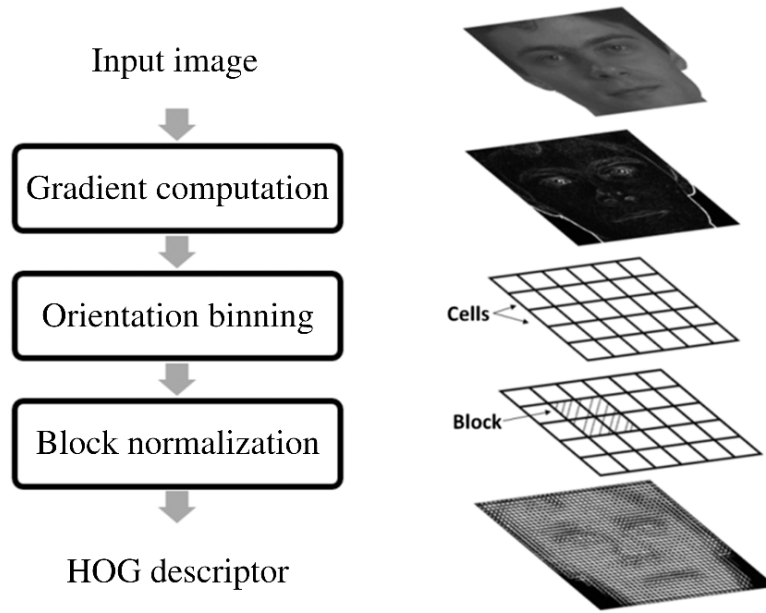 Input image
Gradient computation
Orientation binning
Cells
Block normalization
Block
HOG descriptor